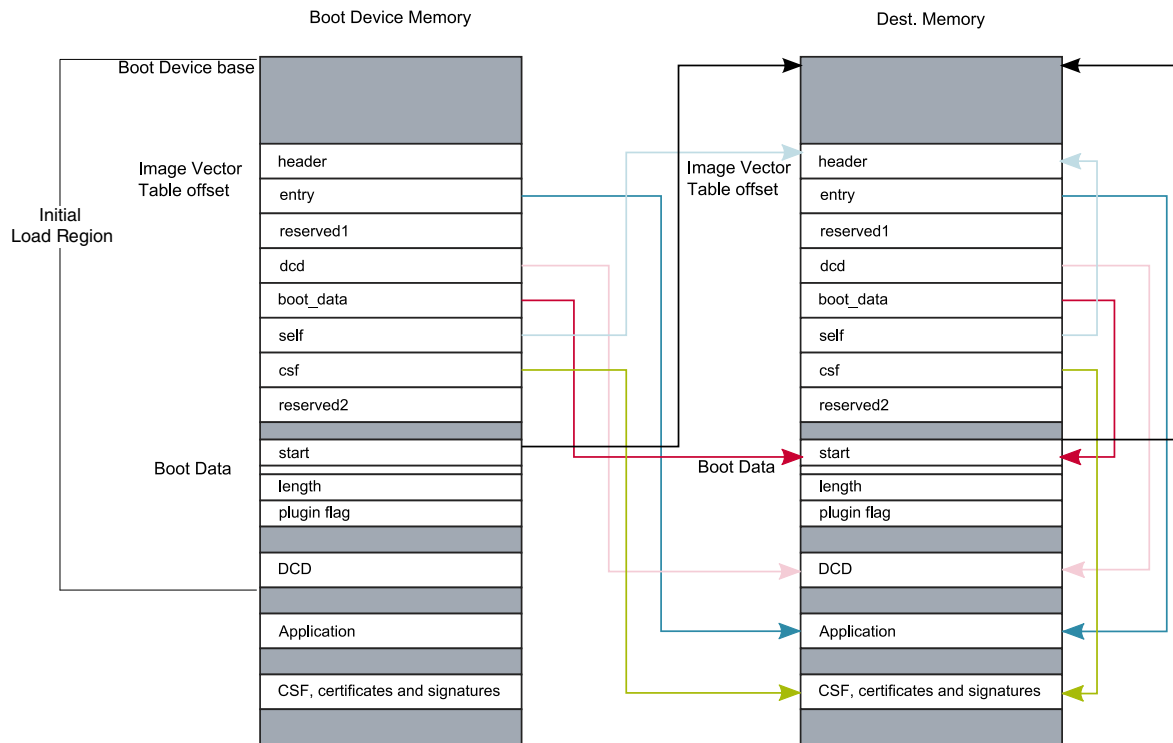 Boot Device Memory
Dest. Memory
Boot Device base
Image Vector
Table offset
Initial
Load Region
header
entry
reserved1
dcd
boot_data
self
csf
reserved2
Boot Data
start
length
plugin flag
DCD
Application
CSF, certificates and signatures
Image Vector
Table offset
header
entry
reserved1
dcd
boot_data
self
csf
reserved2
Boot Data
start
length
plugin flag
DCD
Application
CSF, certificates and signatures